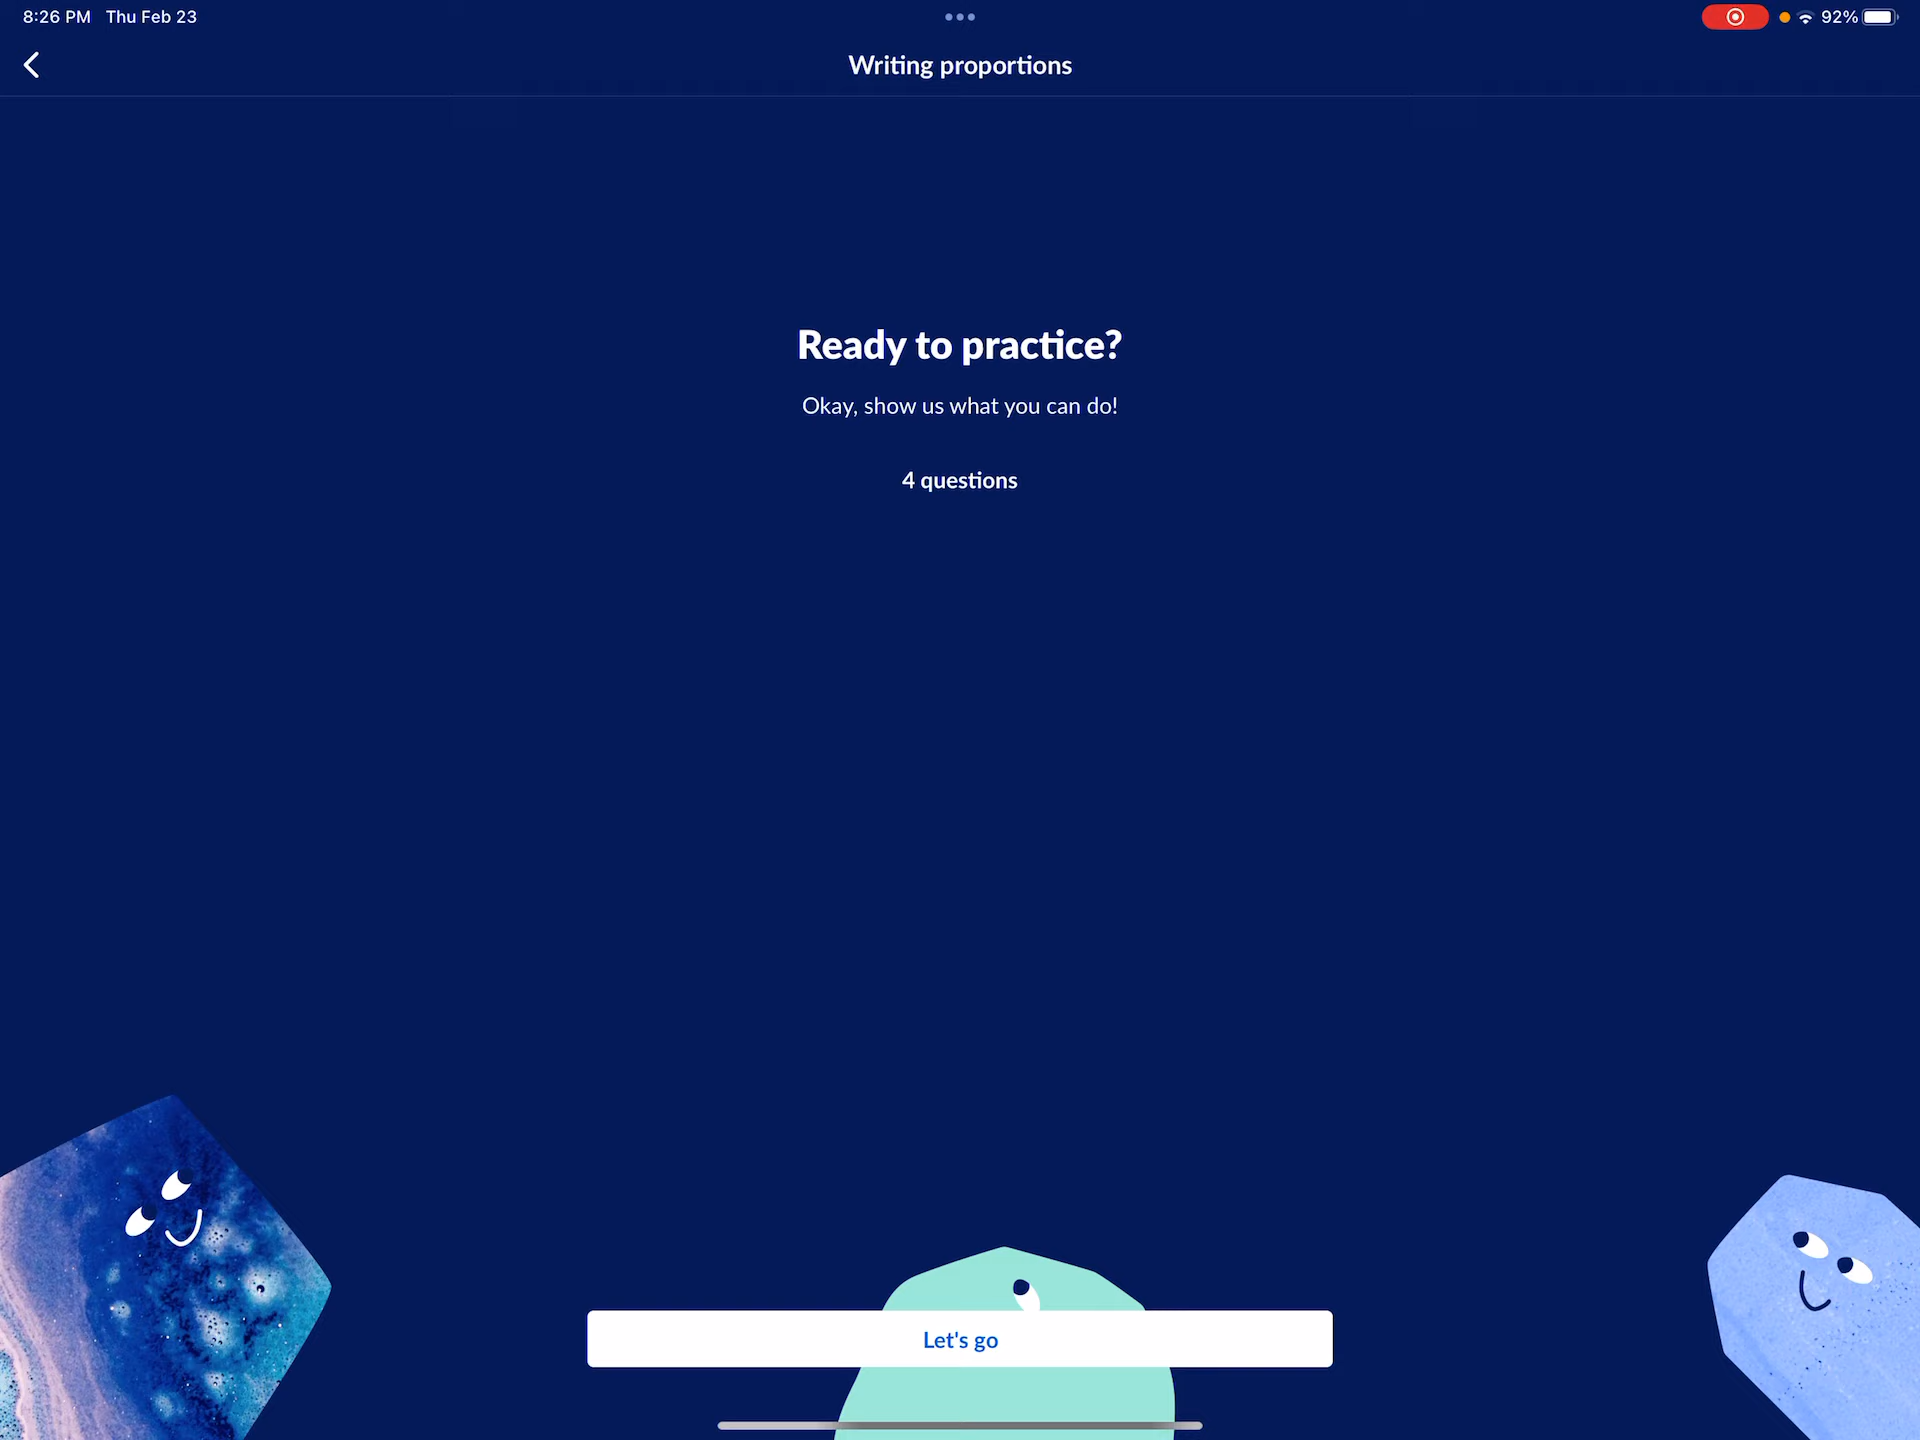 8:26 PM Thu Feb 23
92%
Writing proportions
Ready to practice?
Okay, show us what you can do!
4 questions
Let's go